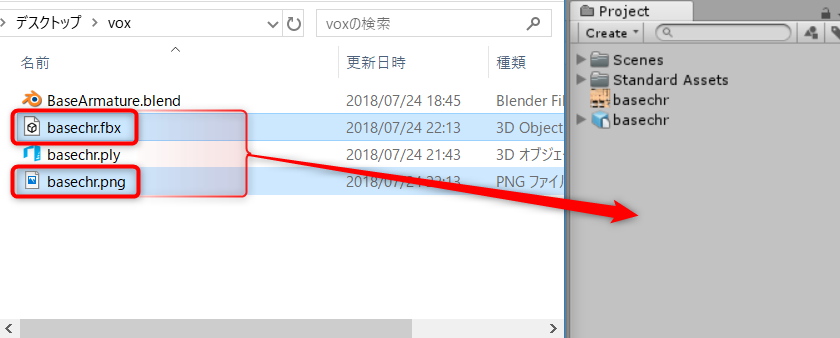 デスクトップ > vox
voxの検索
名前
更新日時
種類
BaseArmature.blend
2018/07/24 18:45
Blender Fil
basechr.fbx
2018/07/24 22:13
3D Object
basechr.ply
2018/07/24 21:43
3D オブジェ
basechr.png
2018/07/24 22:13
PNG ファイル
Project
Create
Scenes
Standard Assets
basechr
basechr